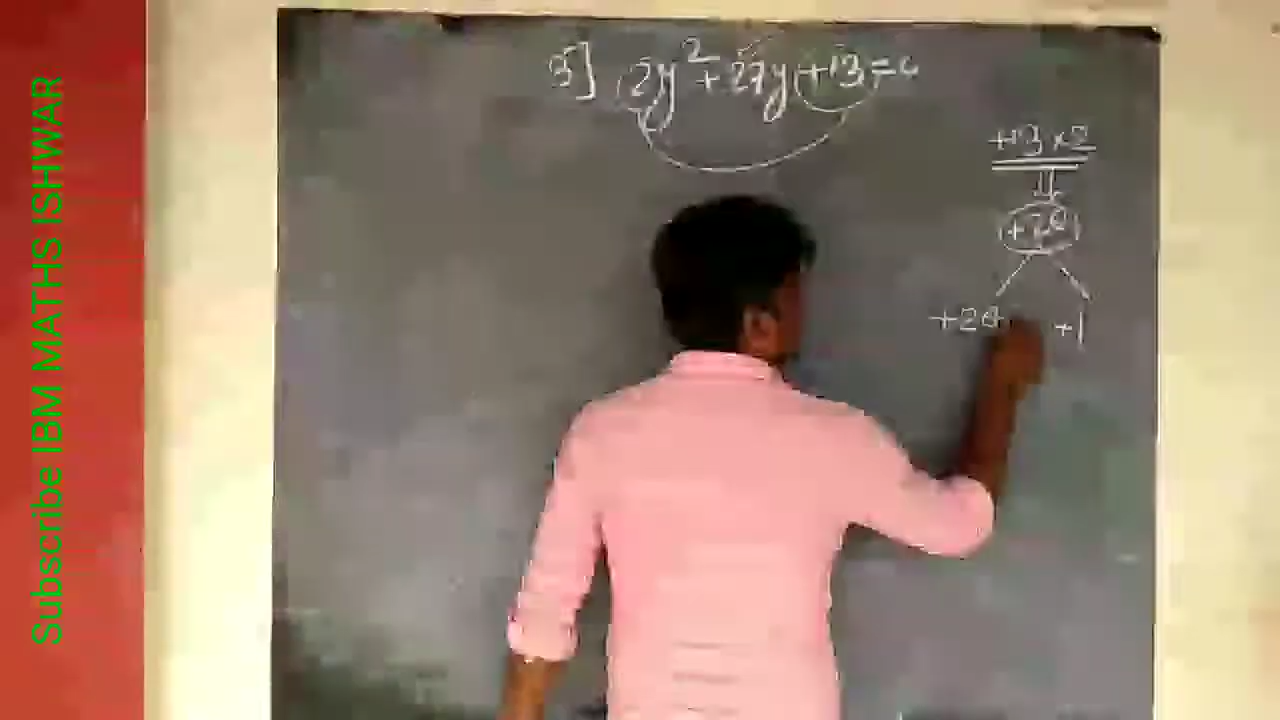 Subscribe IBM MATHS ISHWAR
5] 2y² + 27y + 13 = 0
+13 × 2
+26
+26 +1